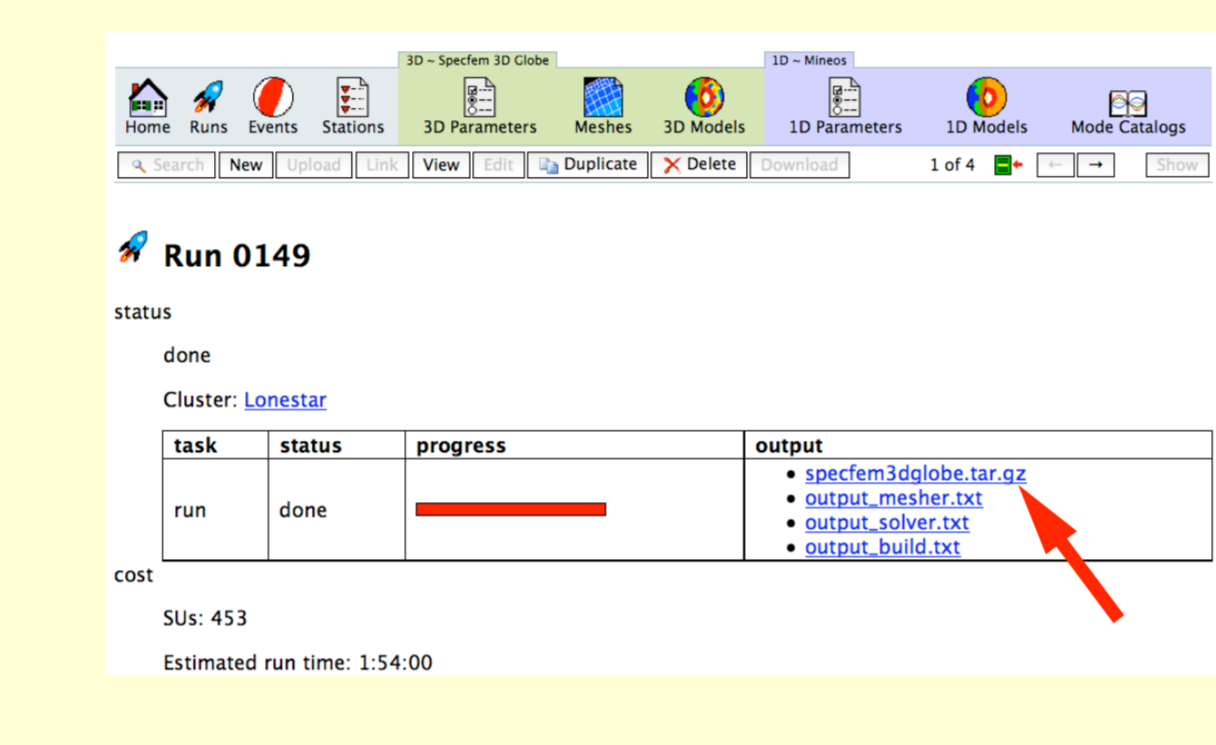 3D ~ Specfem 3D Globe 1D ~ Mineos
Home Runs Events Stations 3D Parameters Meshes 3D Models 1D Parameters 1D Models Mode Catalogs
Search New Upload Link View Edit Duplicate Delete Download 1 of 4 ← → Show
Run 0149
status
done
Cluster: Lonestar
task status progress output
• specfem3dglobe.tar.gz
• output_mesher.txt
run done
• output_solver.txt
• output_build.txt
cost
SUs: 453
Estimated run time: 1:54:00